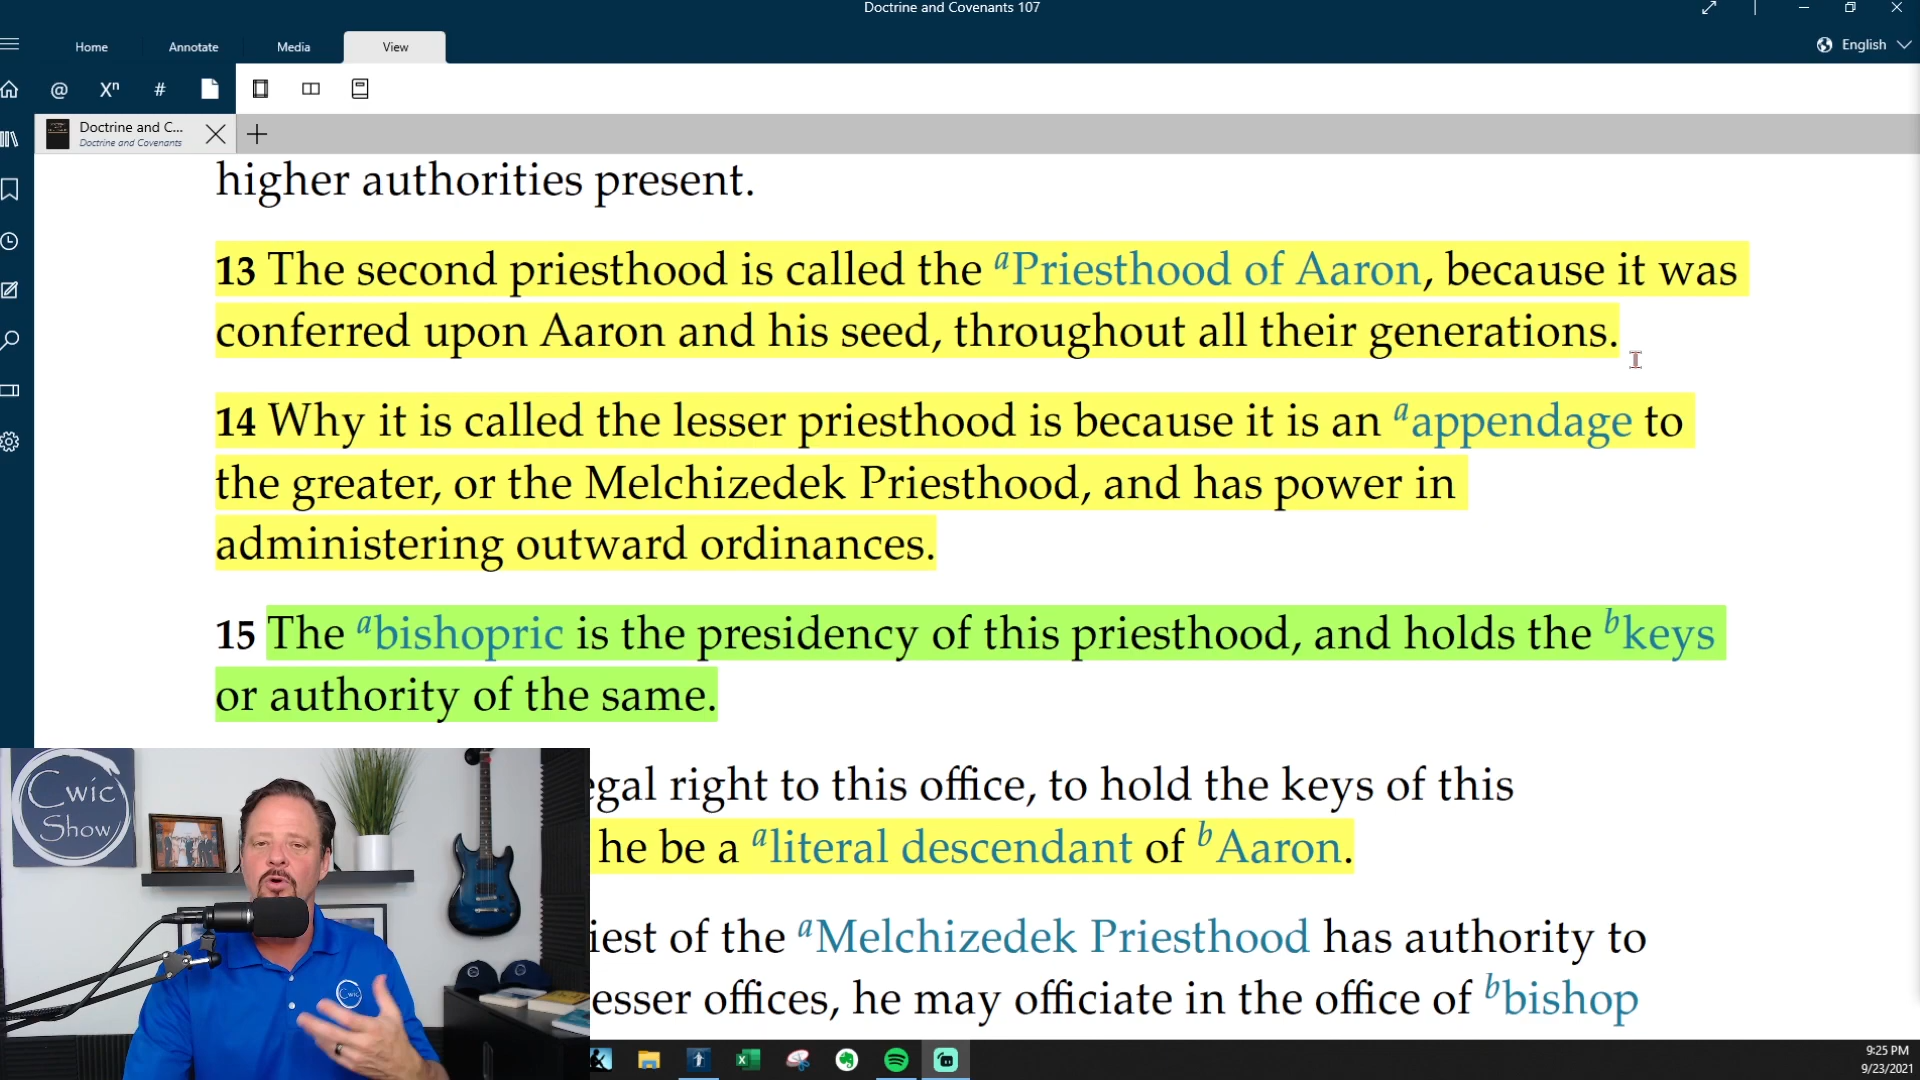 Doctrine and Covenants 107
Home Annotate Media View
English
@ Xⁿ #
Doctrine and C...
Doctrine and Covenants
higher authorities present.
13 The second priesthood is called the ᵃPriesthood of Aaron, because it was
conferred upon Aaron and his seed, throughout all their generations.
14 Why it is called the lesser priesthood is because it is an ᵃappendage to
the greater, or the Melchizedek Priesthood, and has power in
administering outward ordinances.
15 The ᵃbishopric is the presidency of this priesthood, and holds the ᵇkeys
or authority of the same.
egal right to this office, to hold the keys of this
he be a ᵃliteral descendant of ᵇAaron.
iest of the ᵃMelchizedek Priesthood has authority to
esser offices, he may officiate in the office of ᵇbishop
Cwic
Show
Cwic
9:25 PM
9/23/2021